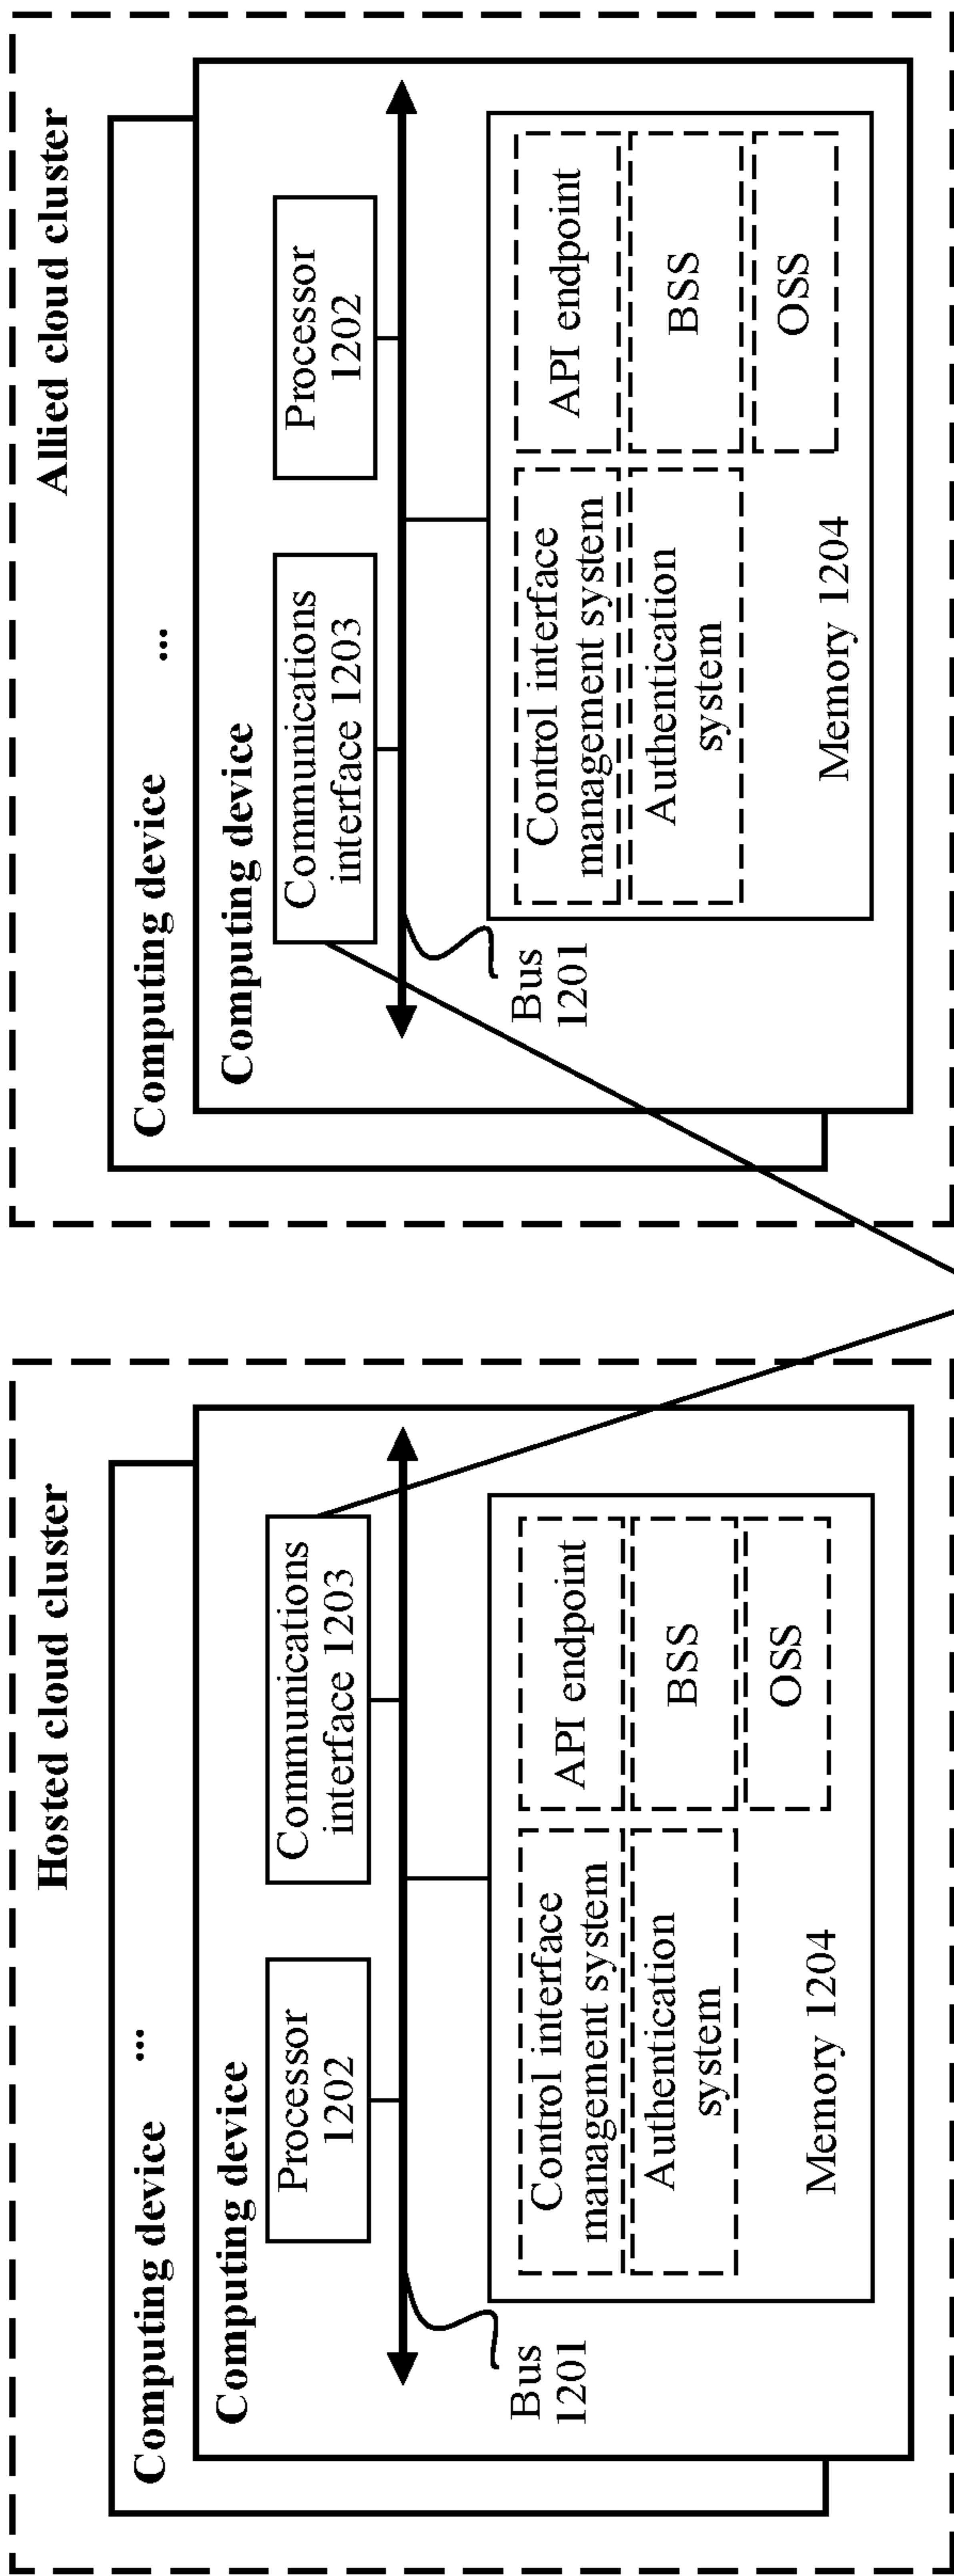 Hosted cloud cluster
Computing device ...
Computing device
Processor
1202
Communications
interface 1203
Bus
1201
Control interface
management system
API endpoint
Authentication
system
BSS
OSS
Memory 1204
Allied cloud cluster
Computing device ...
Computing device
Communications
interface 1203
Processor
1202
Bus
1201
Control interface
management system
API endpoint
Authentication
system
BSS
OSS
Memory 1204